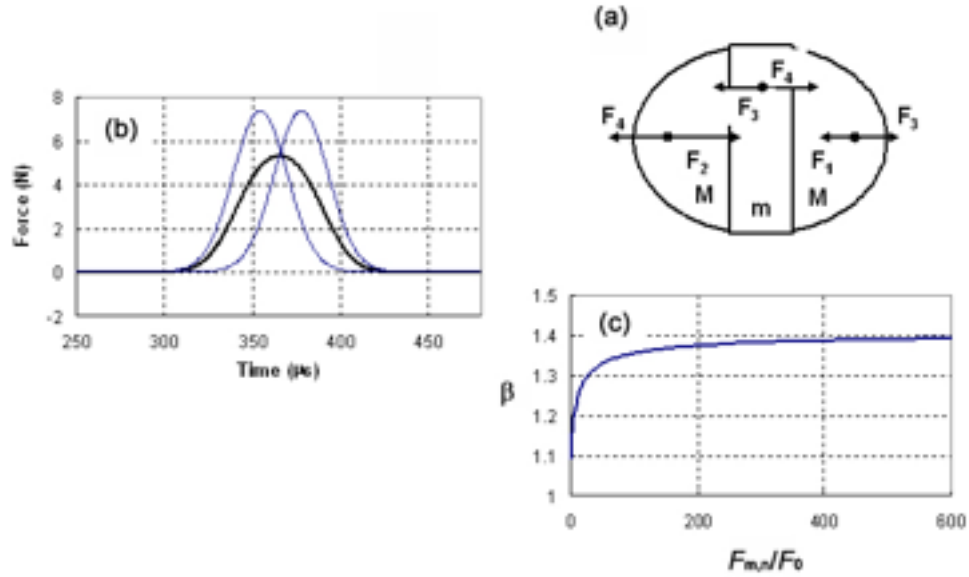 (a)
F4
F3
F4
F3
F2
F1
M
M
m
(b)
8
6
4
2
0
-2
Force (N)
250
300
350
400
450
Time (μs)
(c)
1.5
1.4
1.3
1.2
1.1
1
β
0
200
400
600
Fm,n/F0